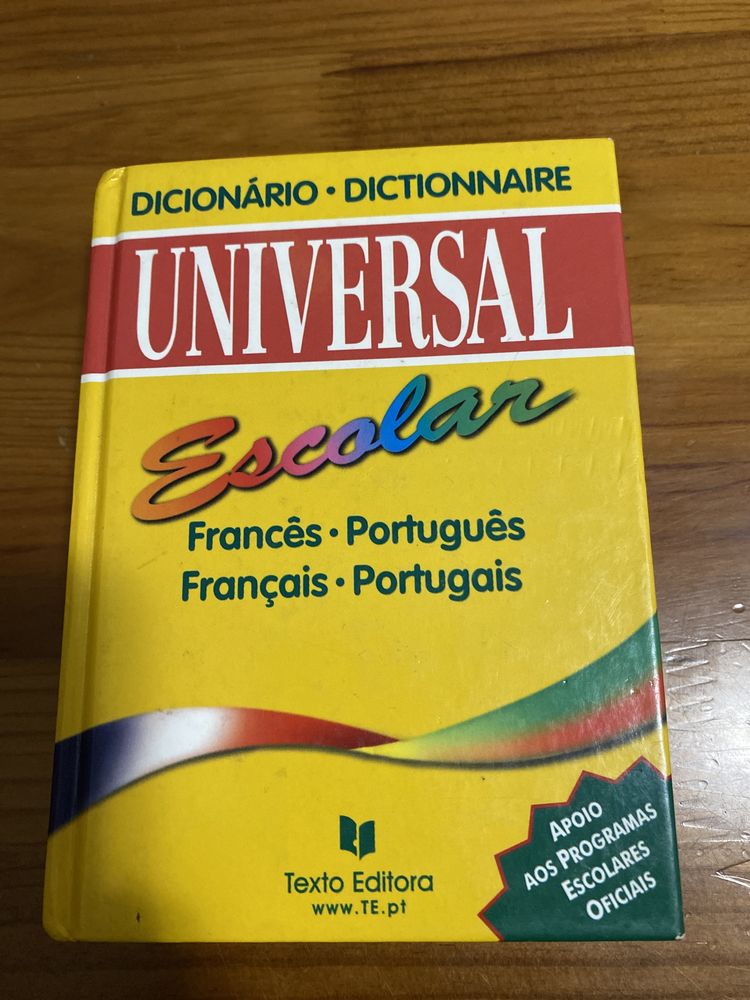 DICIONÁRIO • DICTIONNAIRE
UNIVERSAL
Escolar
Francês • Português
Français • Portugais
Texto Editora
www.TE.pt
APOIO
AOS PROGRAMAS
ESCOLARES
OFICIAIS